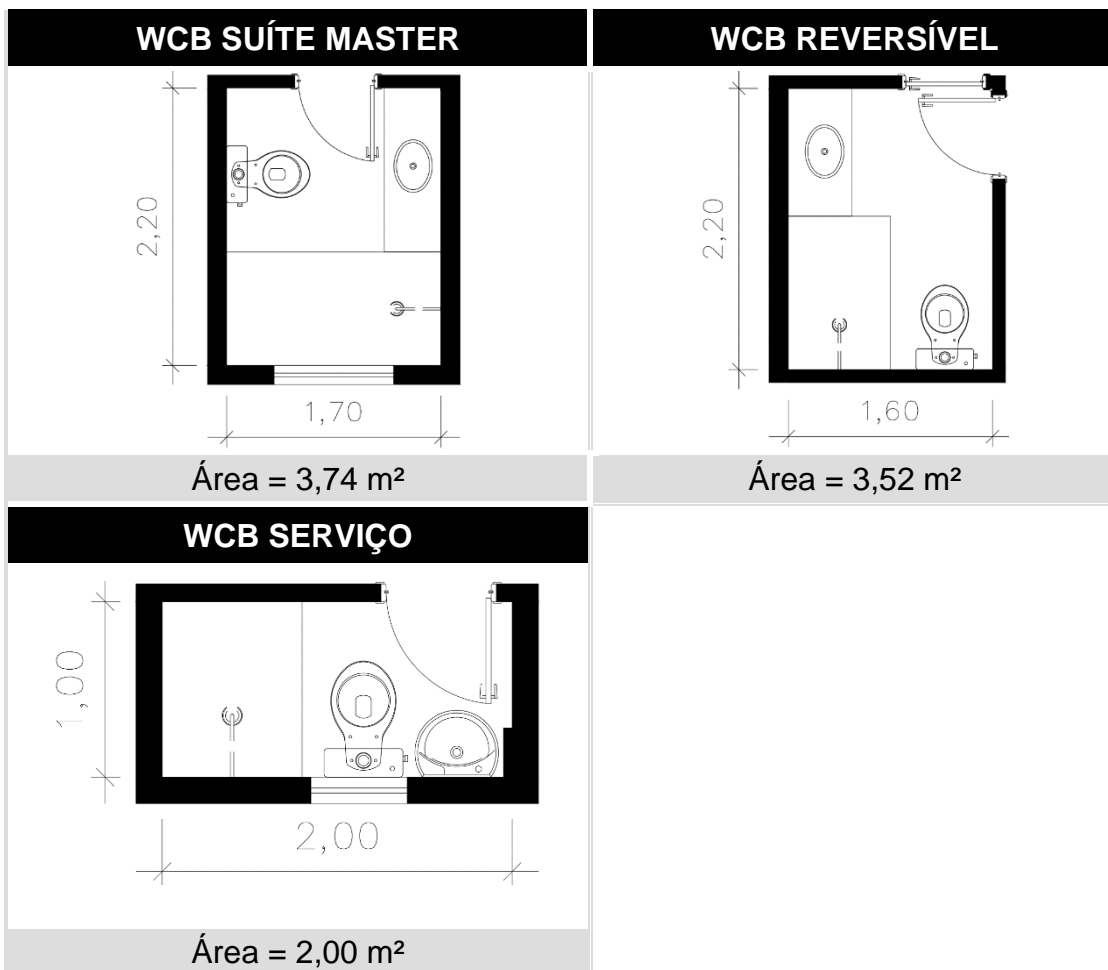 WCB SUÍTE MASTER
2,20
1,70
Área = 3,74 m²
WCB REVERSÍVEL
2,20
1,60
Área = 3,52 m²
WCB SERVIÇO
1,00
2,00
Área = 2,00 m²